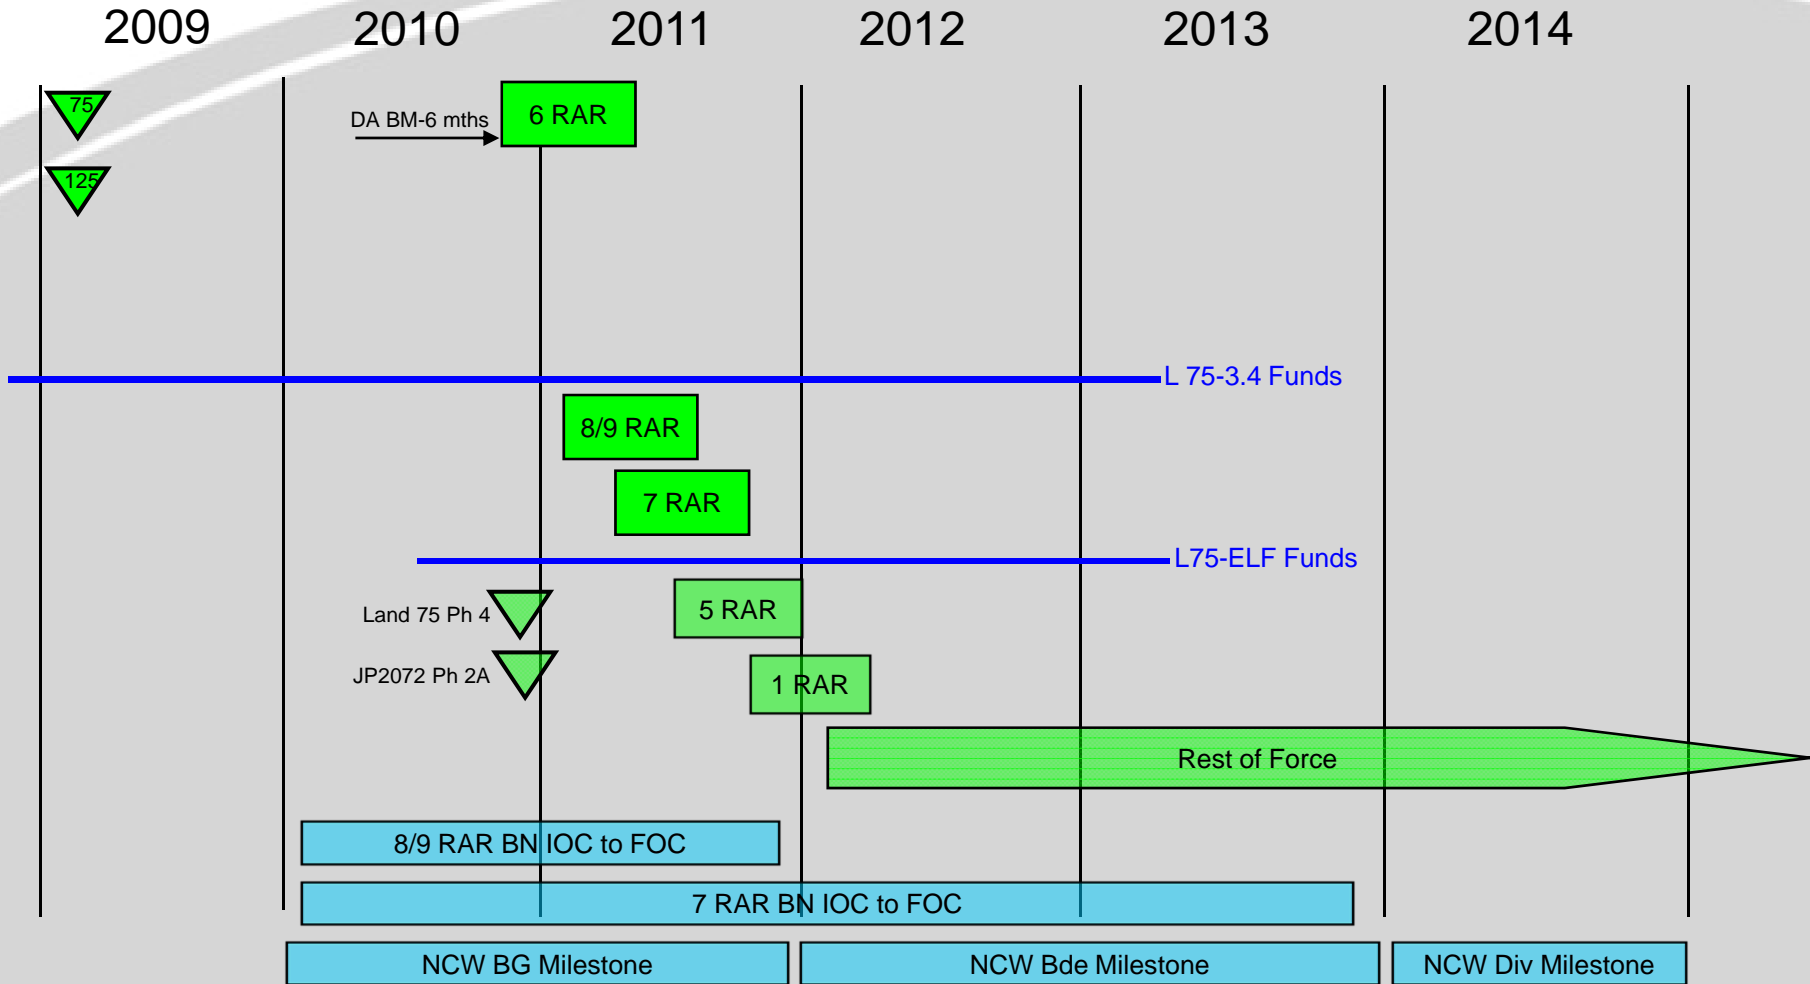 2009
2010
2011
2012
2013
2014
75
DA BM-6 mths
6 RAR
125
L 75-3.4 Funds
8/9 RAR
7 RAR
L75-ELF Funds
Land 75 Ph 4
5 RAR
JP2072 Ph 2A
1 RAR
Rest of Force
8/9 RAR BN IOC to FOC
7 RAR BN IOC to FOC
NCW BG Milestone
NCW Bde Milestone
NCW Div Milestone